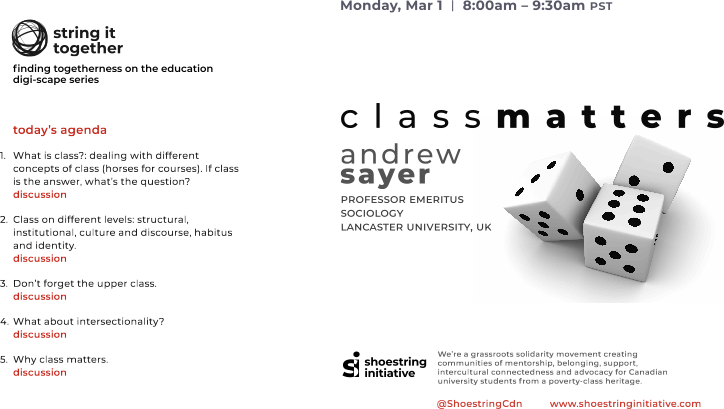 string it
together
finding togetherness on the education
digi-scape series
today's agenda
1. What is class?: dealing with different
concepts of class (horses for courses). If class
is the answer, what's the question?
discussion
2. Class on different levels: structural,
institutional, culture and discourse, habitus
and identity.
discussion
3. Don't forget the upper class.
discussion
4. What about intersectionality?
discussion
5. Why class matters.
discussion
Monday, Mar 1 | 8:00am – 9:30am PST
classmatters
andrew
sayer
PROFESSOR EMERITUS
SOCIOLOGY
LANCASTER UNIVERSITY, UK
si
shoestring
initiative
We're a grassroots solidarity movement creating
communities of mentorship, belonging, support,
intercultural connectedness and advocacy for Canadian
university students from a poverty-class heritage.
@ShoestringCdn www.shoestringinitiative.com